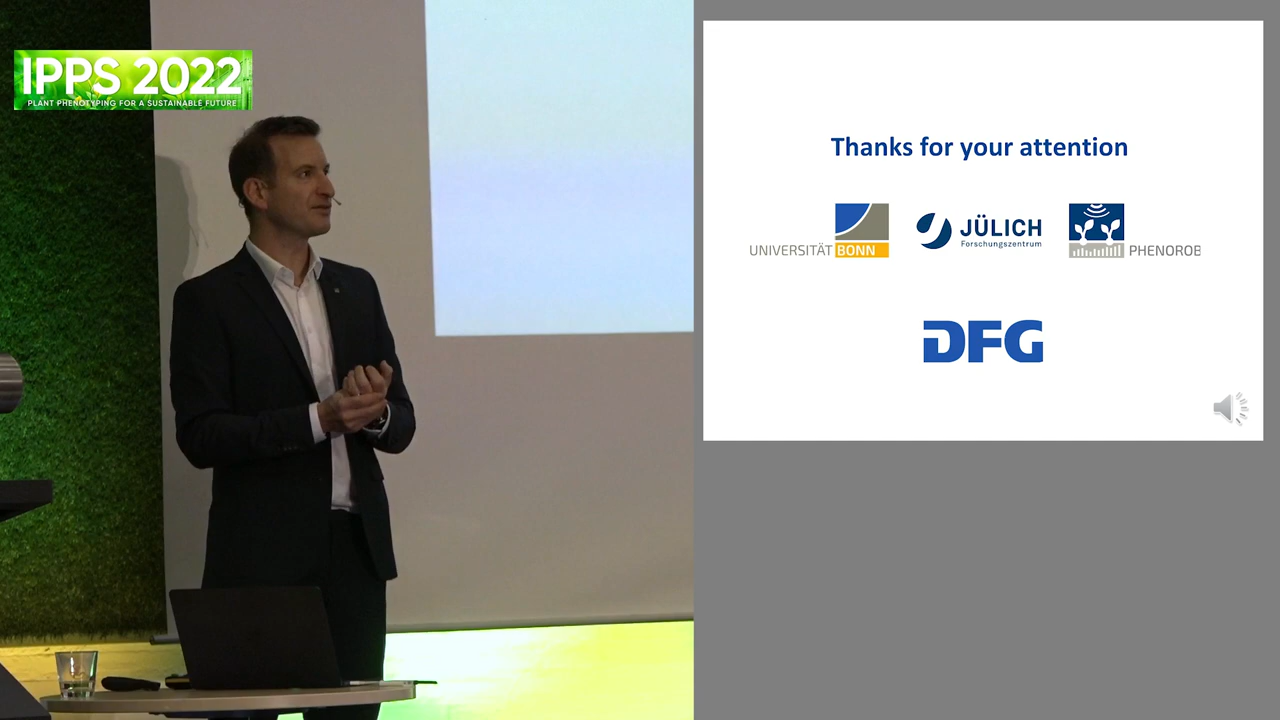 IPPS 2022
PLANT PHENOTYPING FOR A SUSTAINABLE FUTURE
Thanks for your attention
UNIVERSITÄT BONN
JÜLICH
Forschungszentrum
PHENOROB
DFG